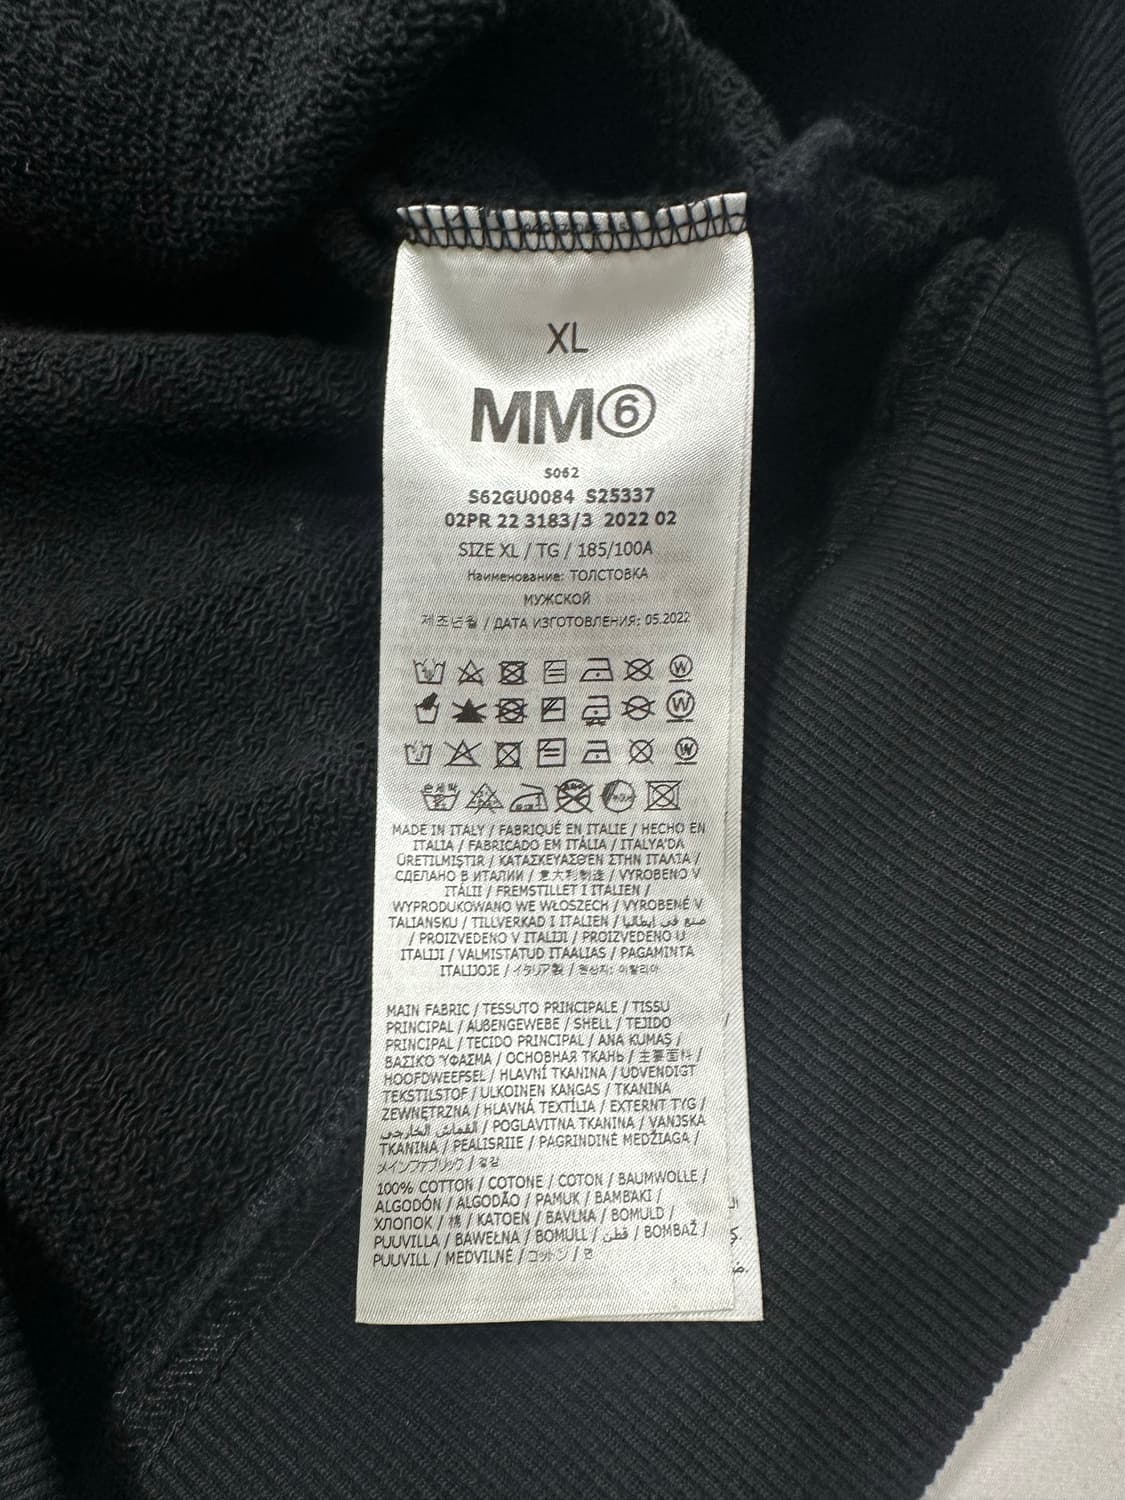 XL
MM⑥
S062
S62GU0084 S25337
02PR 22 3183/3 2022 02
SIZE XL / TG / 185/100A
Наименование: ТОЛСТОВКА
МУЖСКОЙ
제조년월 / ДАТА ИЗГОТОВЛЕНИЯ: 05.2022
MADE IN ITALY / FABRIQUÉ EN ITALIE / HECHO EN
ITALIA / FABRICADO EM ITÁLIA / ITALYA'DA
ÜRETILMIŞTIR / ΚΑΤΑΣΚΕΥΑΣΘΕΝ ΣΤΗΝ ΙΤΑΛΙΑ /
СДЕЛАНО В ИТАЛИИ / 意大利制造 / VYROBENO V
ITÁLII / FREMSTILLET I ITALIEN /
WYPRODUKOWANO WE WŁOSZECH / VYROBENÉ V
TALIANSKU / TILLVERKAD I ITALIEN / صنع في إيطاليا
/ PROIZVEDENO V ITALIJI / PROIZVEDENO U
ITALIJI / VALMISTATUD ITAALIAS / PAGAMINTA
ITALIJOJE / イタリア製 / 원산지: 이탈리아
MAIN FABRIC / TESSUTO PRINCIPALE / TISSU
PRINCIPAL / AUßENGEWEBE / SHELL / TEJIDO
PRINCIPAL / TECIDO PRINCIPAL / ANA KUMAŞ /
ΒΑΣΙΚΟ ΎΦΑΣΜΑ / ОСНОВНАЯ ТКАНЬ / 主要面料 /
HOOFDWEEFSEL / HLAVNÍ TKANINA / UDVENDIGT
TEKSTILSTOF / ULKOINEN KANGAS / TKANINA
ZEWNĘTRZNA / HLAVNÁ TEXTÍLIA / EXTERNT TYG /
القماش الخارجي / POGLAVITNA TKANINA / VANJSKA
TKANINA / PEALISRIIE / PAGRINDINĖ MEDŽIAGA /
メインファブリック / 겉감
100% COTTON / COTONE / COTON / BAUMWOLLE /
ALGODÓN / ALGODÃO / PAMUK / ΒΑΜΒΑΚΙ /
ХЛОПОК / 棉 / KATOEN / BAVLNA / BOMULD /
PUUVILLA / BAWEŁNA / BOMULL / قطن / BOMBAŽ /
PUUVILL / MEDVILNĖ / コットン / 면